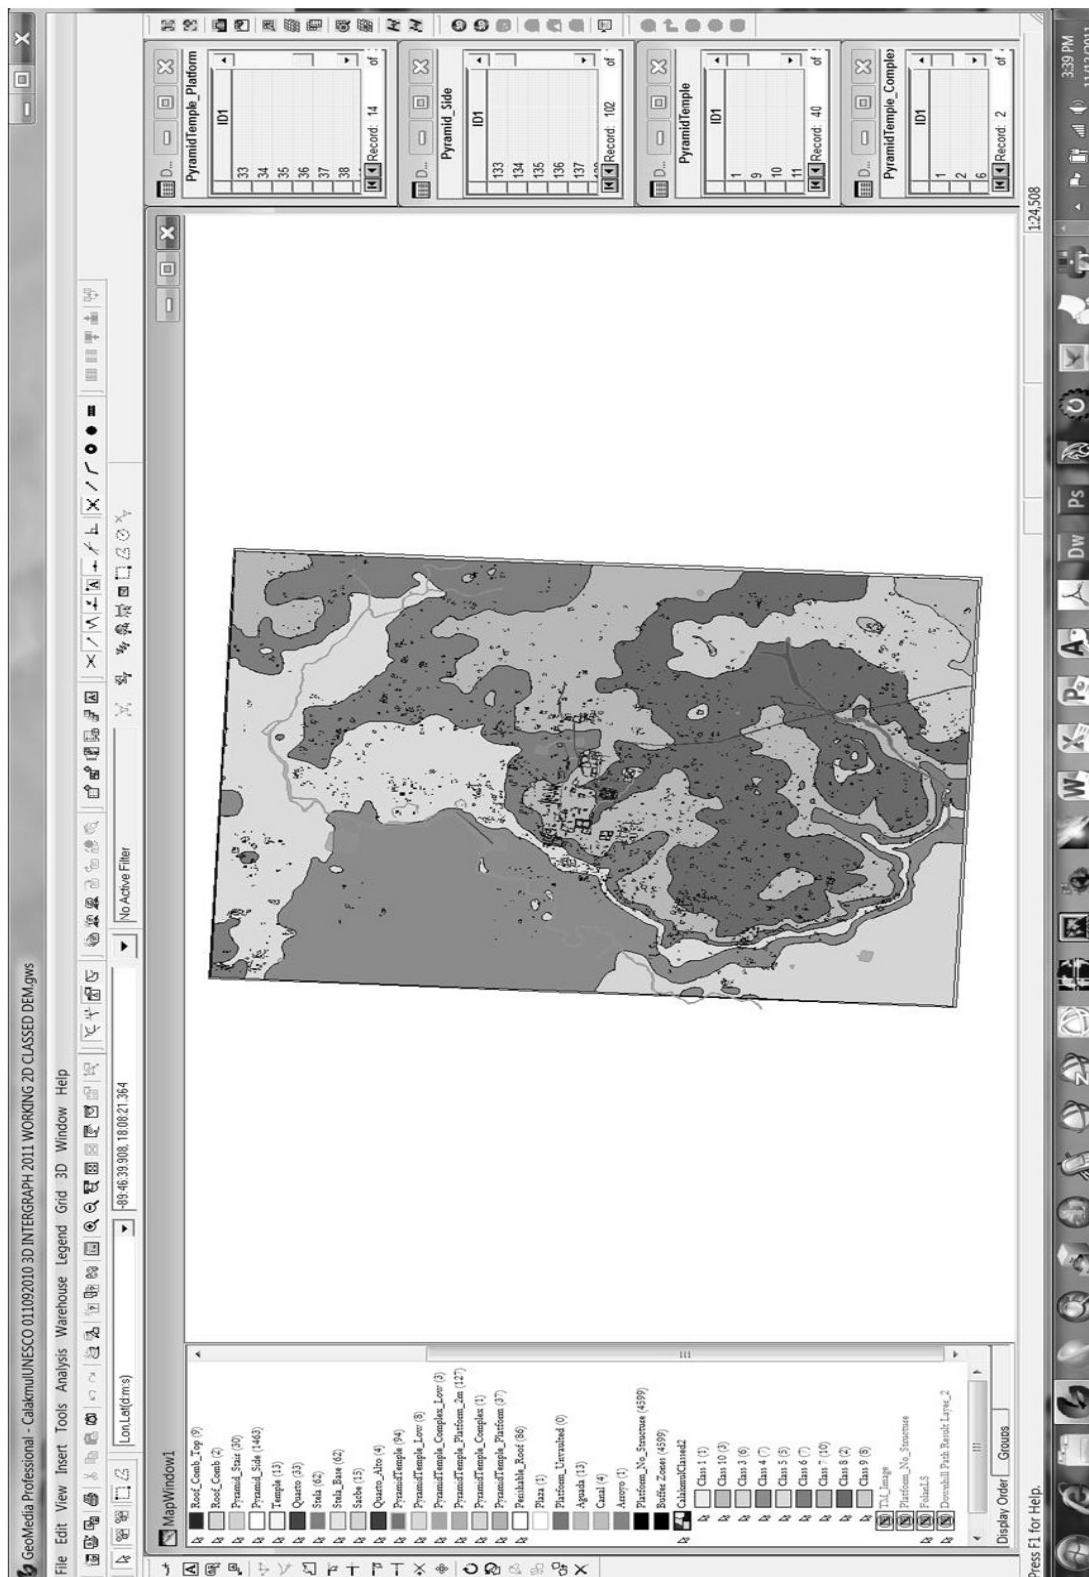 GeoMedia Professional - CalakmulUNESCO 011092010 3D INTERGRAPH 2011 WORKING 2D CLASSED DEM.gws
File Edit View Insert Tools Analysis Warehouse Legend Grid 3D Window Help
Lon,Lat(d:m:s)
-89:46:39.908, 18:08:21.364
No Active Filter
MapWindow1
Roof_Comb_Top (9)
Roof_Comb (2)
Pyramid_Stair (30)
Pyramid_Side (1463)
Temple (13)
Quarto (33)
Stela (62)
Stela_Base (62)
Sacbe (15)
Quarto_Alto (4)
PyramidTemple (94)
PyramidTemple_Low (8)
PyramidTemple_Complex_Low (3)
PyramidTemple_Platform_2m (127)
PyramidTemple_Complex (1)
PyramidTemple_Platform (37)
Perishable_Roof (86)
Plaza (1)
Platform_Unvaulted (0)
Aguada (13)
Canal (4)
Arroyo (1)
Platform_No_Structure (4599)
Buffer Zones (4599)
CalakmulClassed2
Class 1 (1)
Class 10 (3)
Class 3 (6)
Class 4 (7)
Class 5 (5)
Class 6 (7)
Class 7 (10)
Class 8 (2)
Class 9 (8)
TM_Image
Platform_No_Structure
FolanLS
Downhill Path Result Layer_2
Display Order
Groups
D...
PyramidTemple_Platform
ID1
33
34
35
36
37
38
Record: 14 of
D...
Pyramid_Side
ID1
133
134
135
136
137
Record: 102 of
D...
PyramidTemple
ID1
1
9
10
11
Record: 40 of
D...
PyramidTemple_Complex
ID1
1
2
6
Record: 2 of
Press F1 for Help.
1:24,508
W
X
P
A
Dw
Ps
3:39 PM